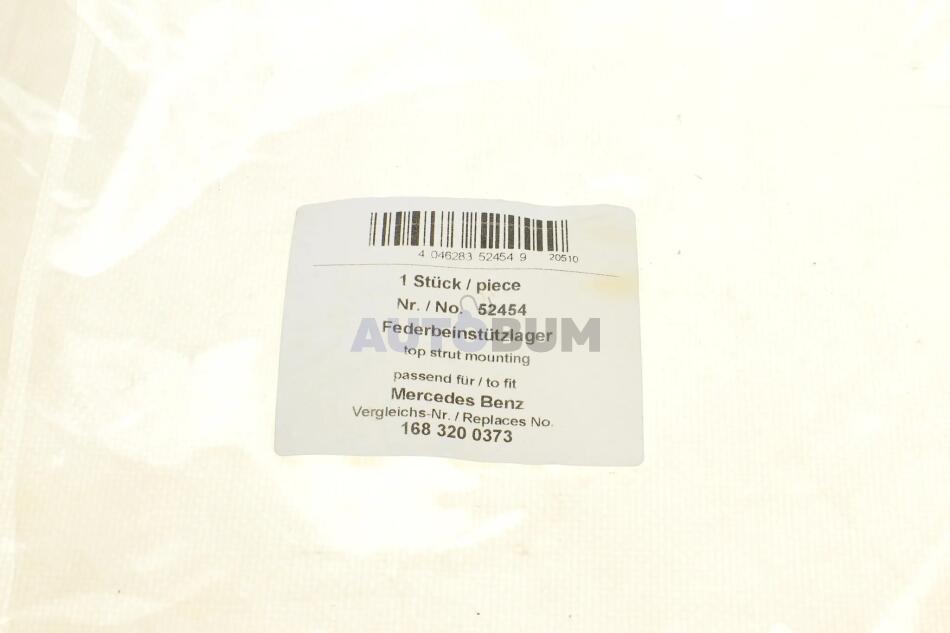 4 046283 52454 9 20510
1 Stück / piece
Nr. / No. 52454
AUTOBUM
Federbeinstützlager
top strut mounting
passend für / to fit
Mercedes Benz
Vergleichs-Nr. / Replaces No.
168 320 0373